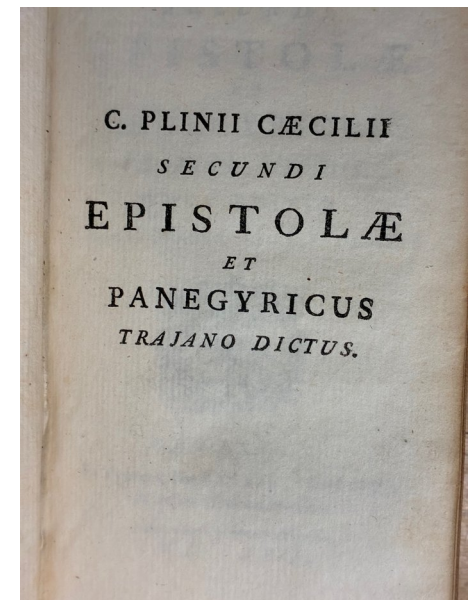 C. PLINII CÆCILII
SECUNDI
EPISTOLÆ
ET
PANEGYRICUS
TRAJANO DICTUS.